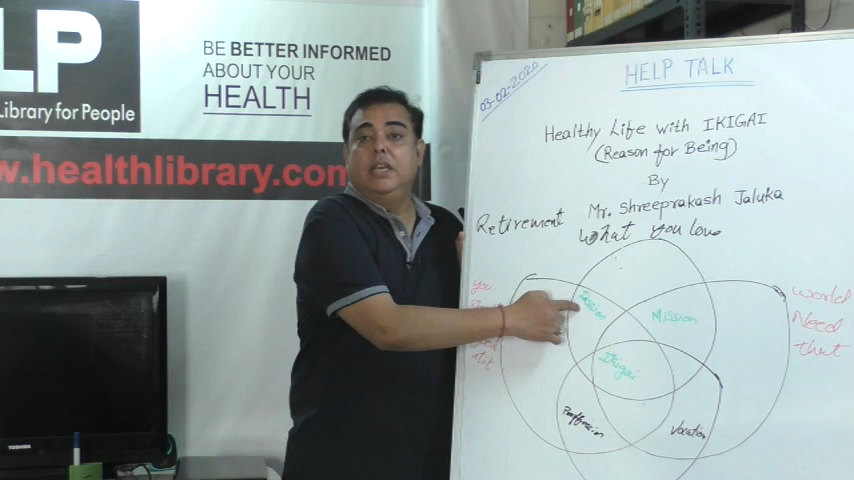 LP
Library for People
BE BETTER INFORMED
ABOUT YOUR
HEALTH
w.healthlibrary.com
TOSHIBA
03-02-2020
HELP TALK
Healthy Life with IKIGAI
(Reason for Being)
By
Mr. Shreeprakash Jaluka
Retirement
What you love
You
World
Need
that
Mission
Ikigai
Proffession
Vocation